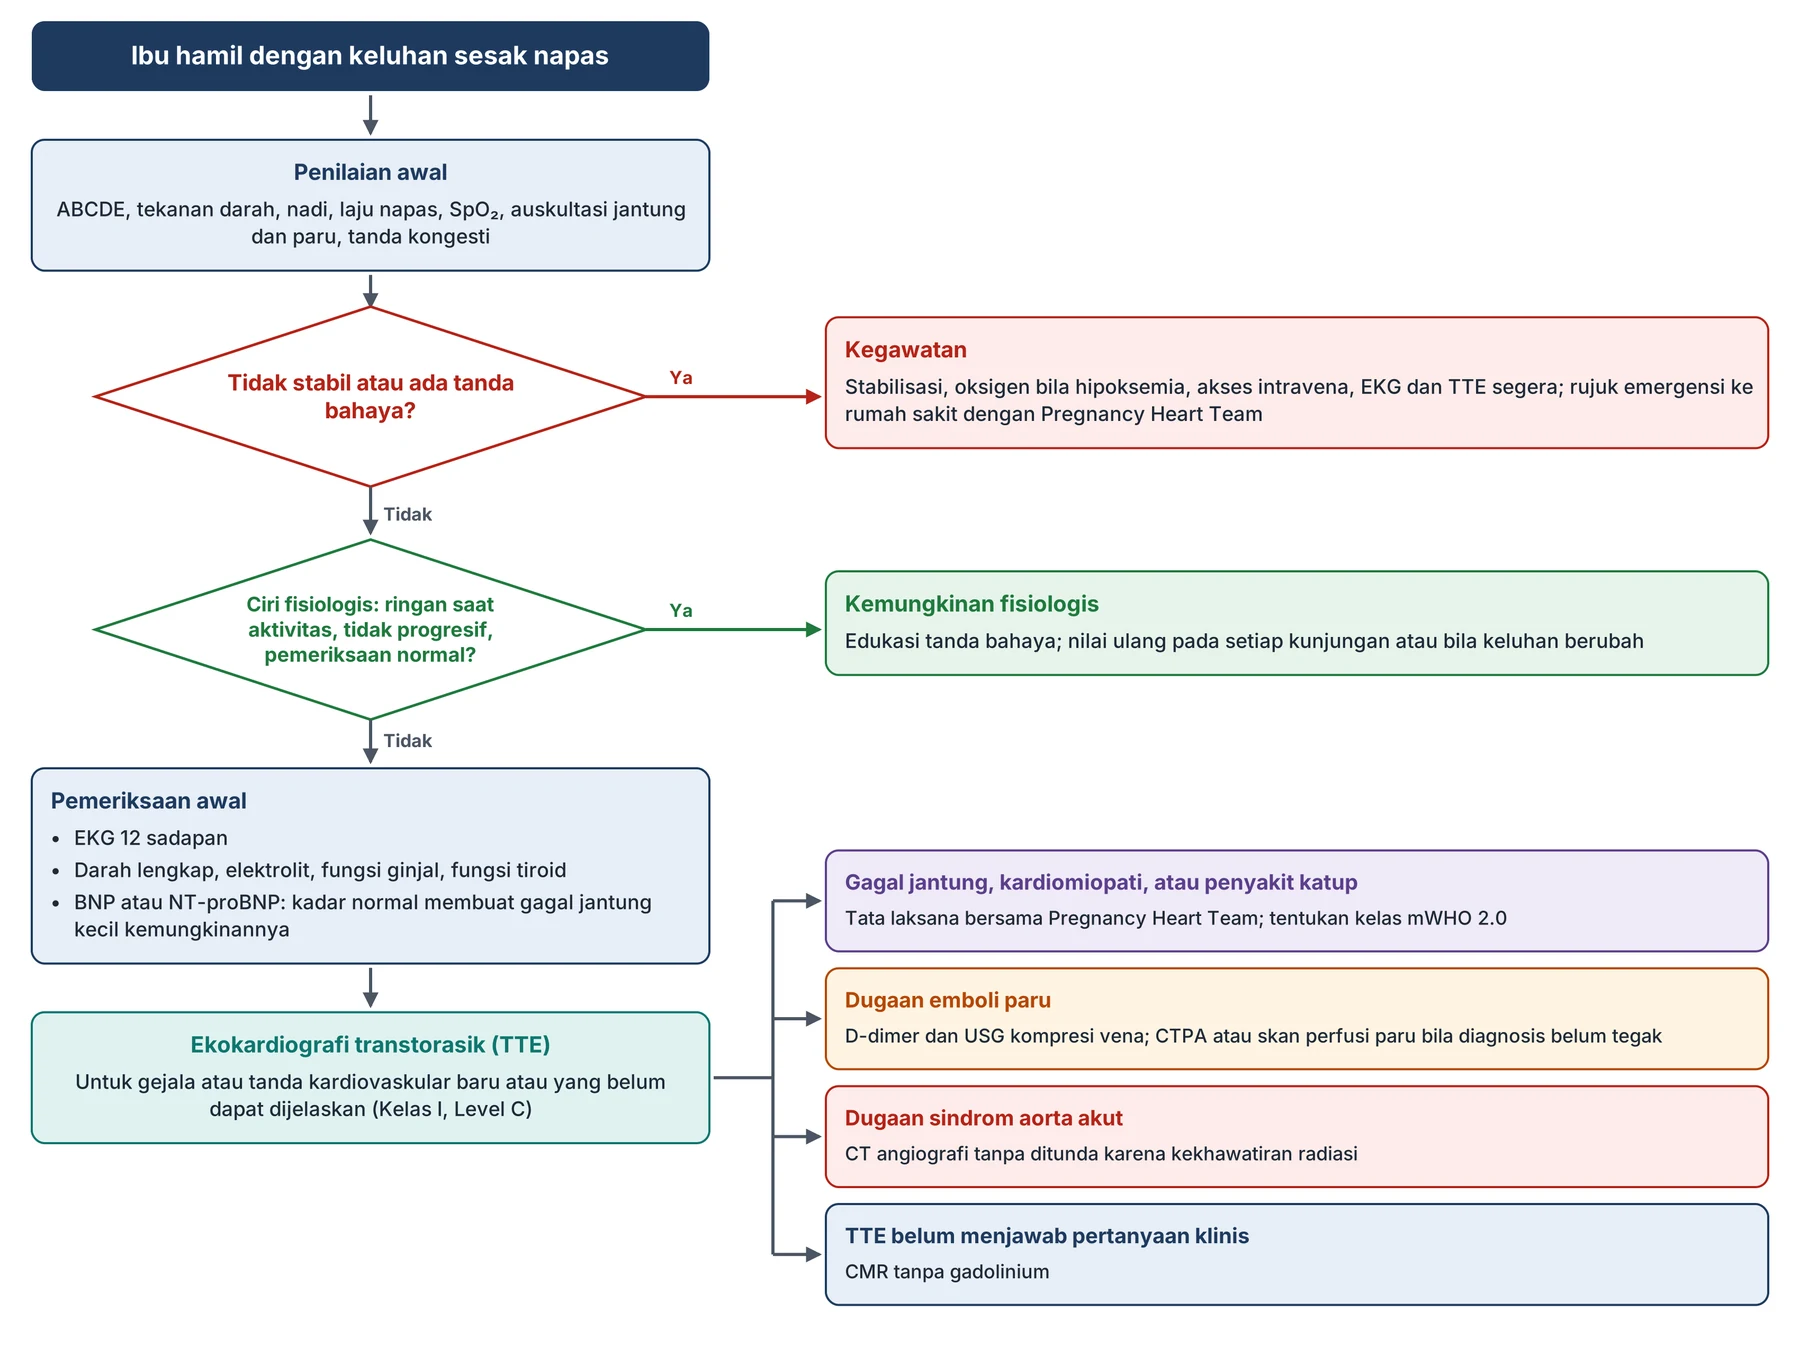 Ibu hamil dengan keluhan sesak napas
Penilaian awal
ABCDE, tekanan darah, nadi, laju napas, SpO₂, auskultasi jantung
dan paru, tanda kongesti
Tidak stabil atau ada tanda
bahaya?
Ya
Kegawatan
Stabilisasi, oksigen bila hipoksemia, akses intravena, EKG dan TTE segera; rujuk emergensi ke
rumah sakit dengan Pregnancy Heart Team
Tidak
Ciri fisiologis: ringan saat
aktivitas, tidak progresif,
pemeriksaan normal?
Ya
Kemungkinan fisiologis
Edukasi tanda bahaya; nilai ulang pada setiap kunjungan atau bila keluhan berubah
Tidak
Pemeriksaan awal
• EKG 12 sadapan
• Darah lengkap, elektrolit, fungsi ginjal, fungsi tiroid
• BNP atau NT-proBNP: kadar normal membuat gagal jantung
kecil kemungkinannya
Ekokardiografi transtorasik (TTE)
Untuk gejala atau tanda kardiovaskular baru atau yang belum
dapat dijelaskan (Kelas I, Level C)
Gagal jantung, kardiomiopati, atau penyakit katup
Tata laksana bersama Pregnancy Heart Team; tentukan kelas mWHO 2.0
Dugaan emboli paru
D-dimer dan USG kompresi vena; CTPA atau skan perfusi paru bila diagnosis belum tegak
Dugaan sindrom aorta akut
CT angiografi tanpa ditunda karena kekhawatiran radiasi
TTE belum menjawab pertanyaan klinis
CMR tanpa gadolinium